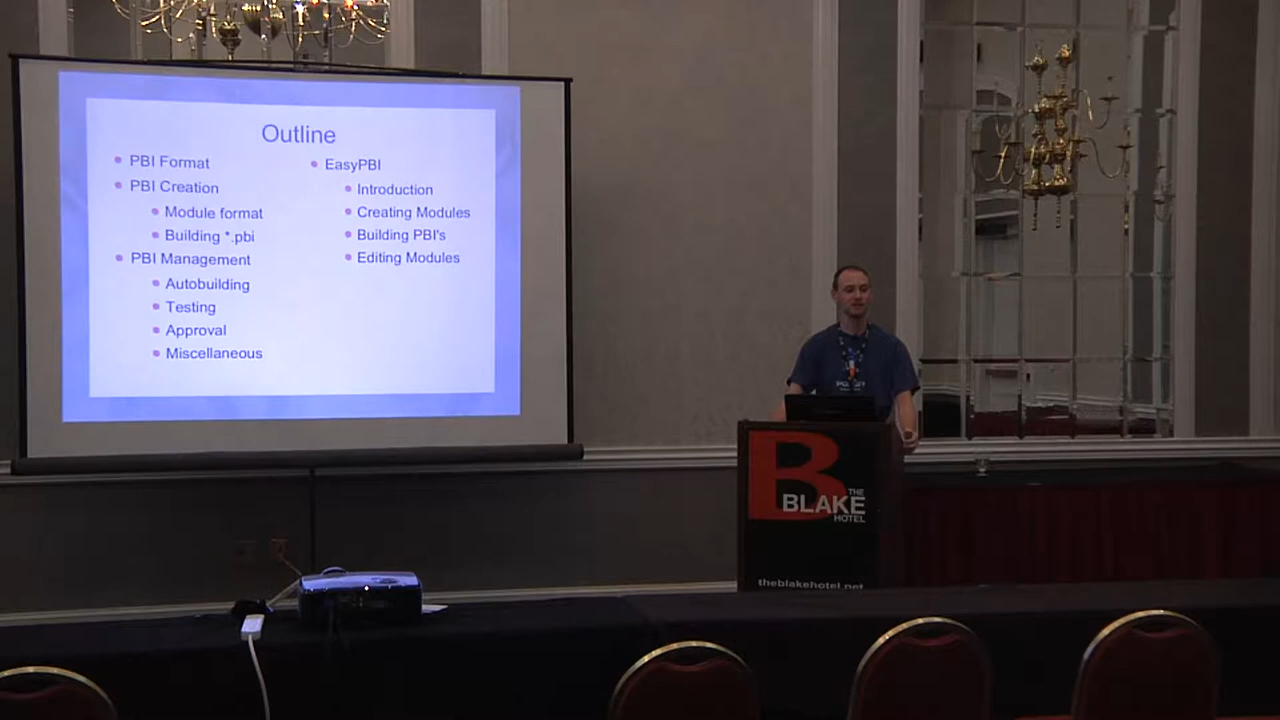 Outline
PBI Format
PBI Creation
Module format
Building *.pbi
PBI Management
Autobuilding
Testing
Approval
Miscellaneous
EasyPBI
Introduction
Creating Modules
Building PBI's
Editing Modules
B
THE
BLAKE
HOTEL
theblakehotel.net